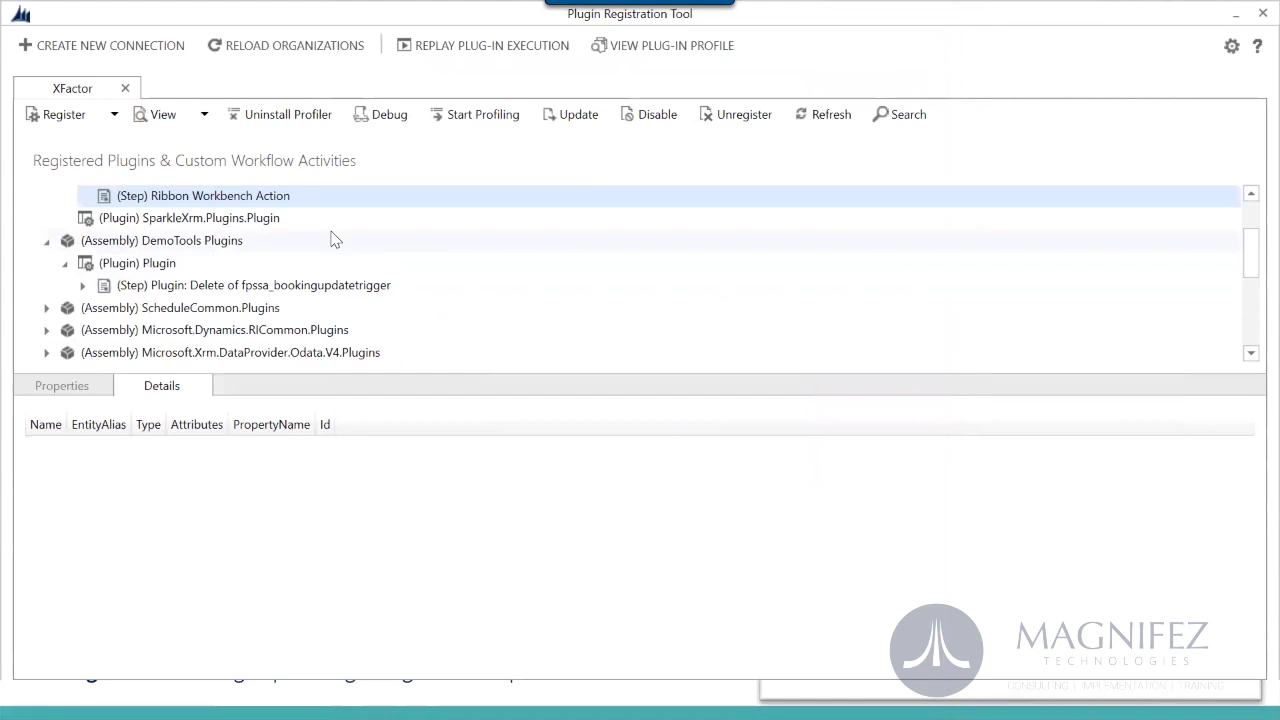 Plugin Registration Tool
CREATE NEW CONNECTION RELOAD ORGANIZATIONS REPLAY PLUG-IN EXECUTION VIEW PLUG-IN PROFILE
XFactor
Register View Uninstall Profiler Debug Start Profiling Update Disable Unregister Refresh Search
Registered Plugins & Custom Workflow Activities
(Step) Ribbon Workbench Action
(Plugin) SparkleXrm.Plugins.Plugin
(Assembly) DemoTools Plugins
(Plugin) Plugin
(Step) Plugin: Delete of fpssa_bookingupdatetrigger
(Assembly) ScheduleCommon.Plugins
(Assembly) Microsoft.Dynamics.RICommon.Plugins
(Assembly) Microsoft.Xrm.DataProvider.Odata.V4.Plugins
Properties Details
Name EntityAlias Type Attributes PropertyName Id
MAGNIFEZ
TECHNOLOGIES
CONSULTING | IMPLEMENTATION | TRAINING